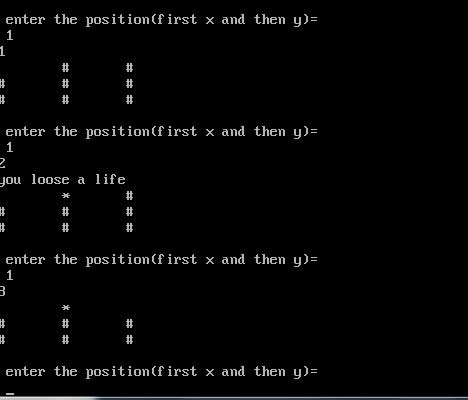 enter the position(first x and then y)=
1
1
# #
# # #
# # #
enter the position(first x and then y)=
1
2
you loose a life
* #
# # #
# # #
enter the position(first x and then y)=
1
3
*
# # #
# # #
enter the position(first x and then y)=
_